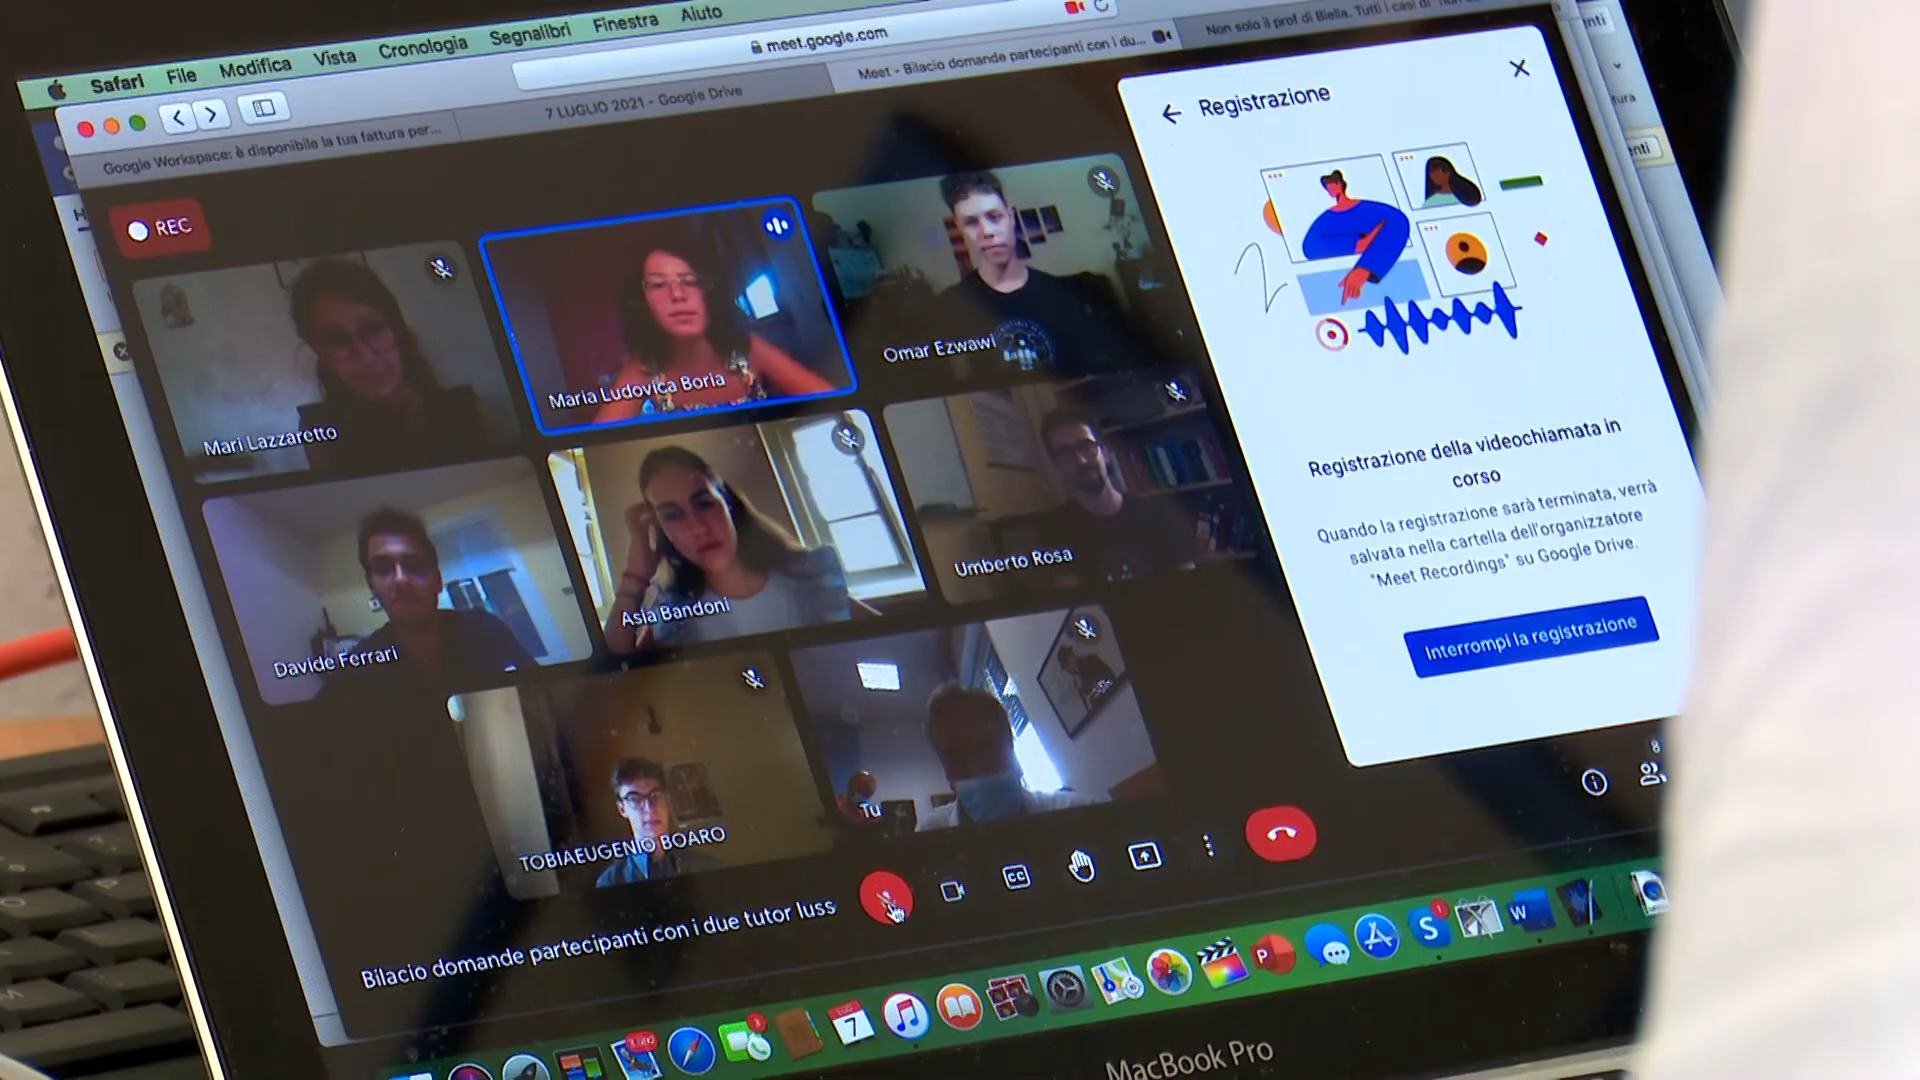 Safari File Modifica Vista Cronologia Segnalibri Finestra Aiuto
meet.google.com
Google Workspace: è disponibile la tua fattura per...
7 LUGLIO 2021 - Google Drive
Meet - Bilacio domande partecipanti con i du...
Non solo il prof di Biella. Tutti i casi di
REC
Mari Lazzaretto
Maria Ludovica Boria
Omar Ezwawi
Davide Ferrari
Asia Bandoni
Umberto Rosa
TOBIAEUGENIO BOARO
Tu
Registrazione
Registrazione della videochiamata in
corso
Quando la registrazione sarà terminata, verrà
salvata nella cartella dell'organizzatore
"Meet Recordings" su Google Drive.
Interrompi la registrazione
8
Bilacio domande partecipanti con i due tutor Iuss
CC
7
MacBook Pro